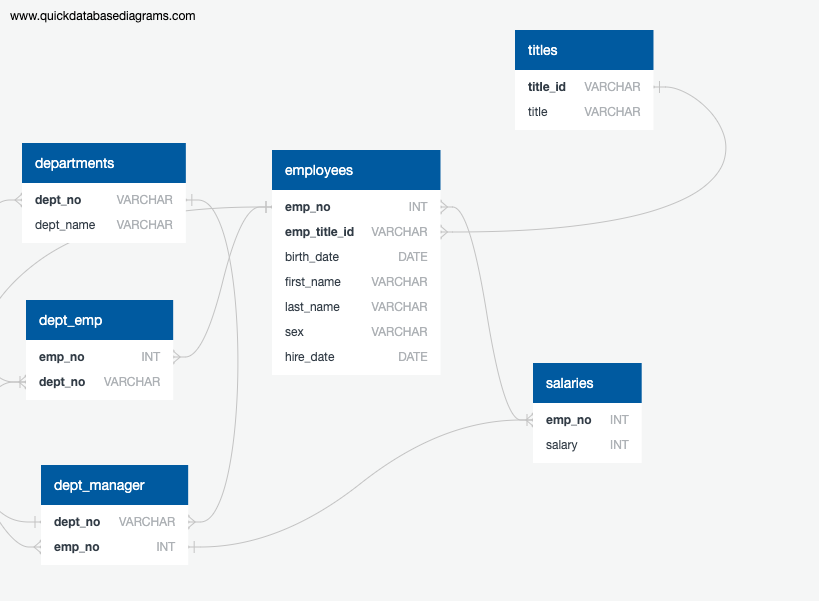 www.quickdatabasediagrams.com
titles
title_id VARCHAR
title VARCHAR
departments
dept_no VARCHAR
dept_name VARCHAR
employees
emp_no INT
emp_title_id VARCHAR
birth_date DATE
first_name VARCHAR
last_name VARCHAR
sex VARCHAR
hire_date DATE
dept_emp
emp_no INT
dept_no VARCHAR
salaries
emp_no INT
salary INT
dept_manager
dept_no VARCHAR
emp_no INT